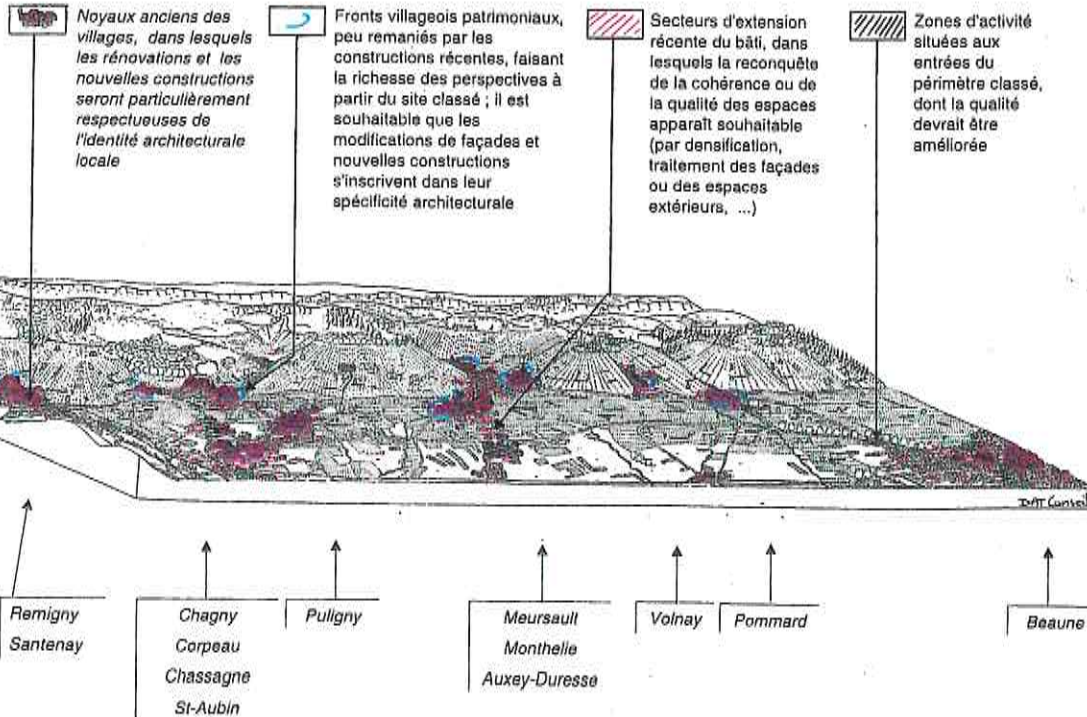 Noyaux anciens des
villages, dans lesquels
les rénovations et les
nouvelles constructions
seront particulièrement
respectueuses de
l'identité architecturale
locale
Fronts villageois patrimoniaux,
peu remaniés par les
constructions récentes, faisant
la richesse des perspectives à
partir du site classé ; il est
souhaitable que les
modifications de façades et
nouvelles constructions
s'inscrivent dans leur
spécificité architecturale
Secteurs d'extension
récente du bâti, dans
lesquels la reconquête
de la cohérence ou de
la qualité des espaces
apparaît souhaitable
(par densification,
traitement des façades
ou des espaces
extérieurs, ...)
Zones d'activité
situées aux
entrées du
périmètre classé,
dont la qualité
devrait être
améliorée
Conseil
Remigny
Santenay
Chagny
Corpeau
Chassagne
St-Aubin
Puligny
Meursault
Monthelie
Auxey-Duresse
Volnay
Pommard
Beaune